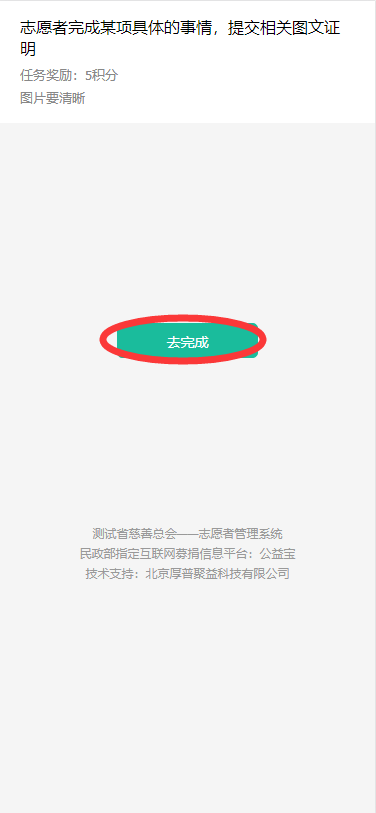 志愿者完成某项具体的事情，提交相关图文证
明
任务奖励：5积分
图片要清晰
去完成
测试省慈善总会——志愿者管理系统
民政部指定互联网募捐信息平台：公益宝
技术支持：北京厚普聚益科技有限公司